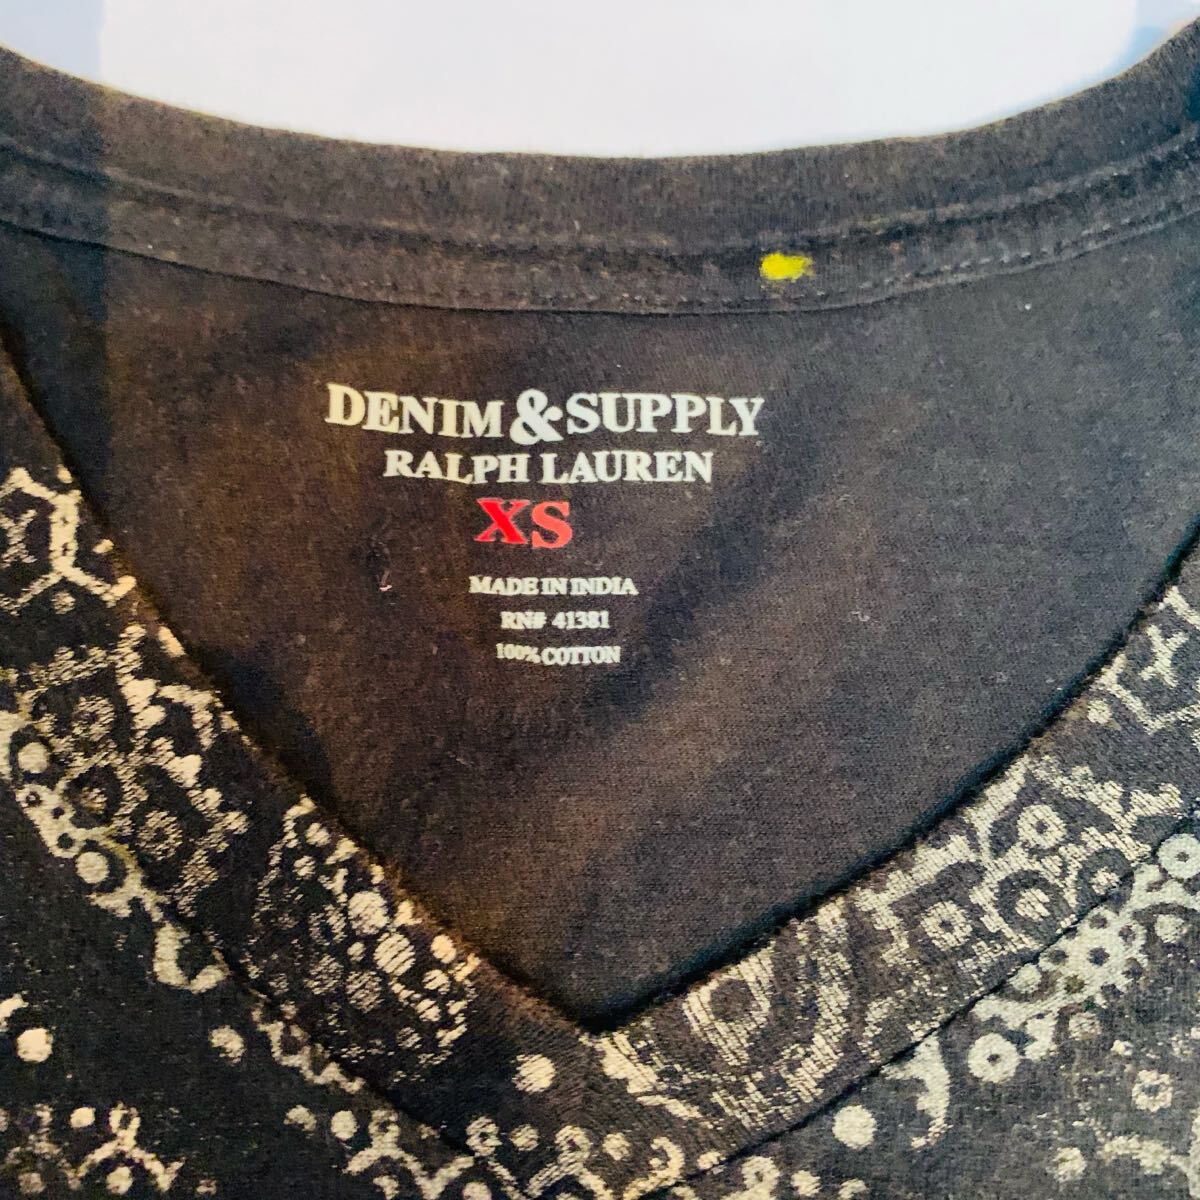 DENIM & SUPPLY
RALPH LAUREN
XS
MADE IN INDIA
RN# 41381
100% COTTON